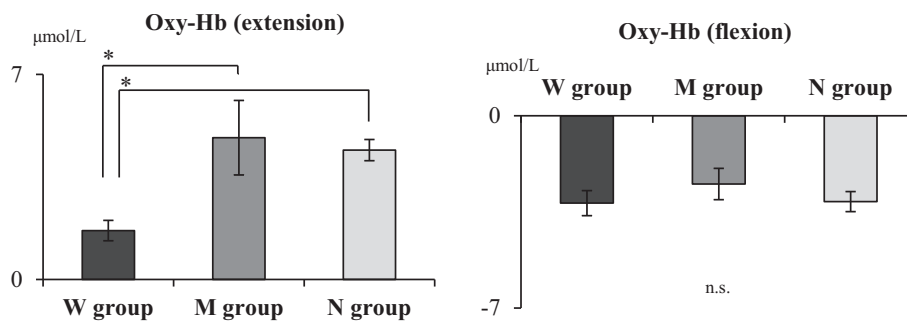 Oxy-Hb (extension)
μmol/L
7
*
*
0
W group M group N group
Oxy-Hb (flexion)
μmol/L
W group M group N group
0
n.s.
-7